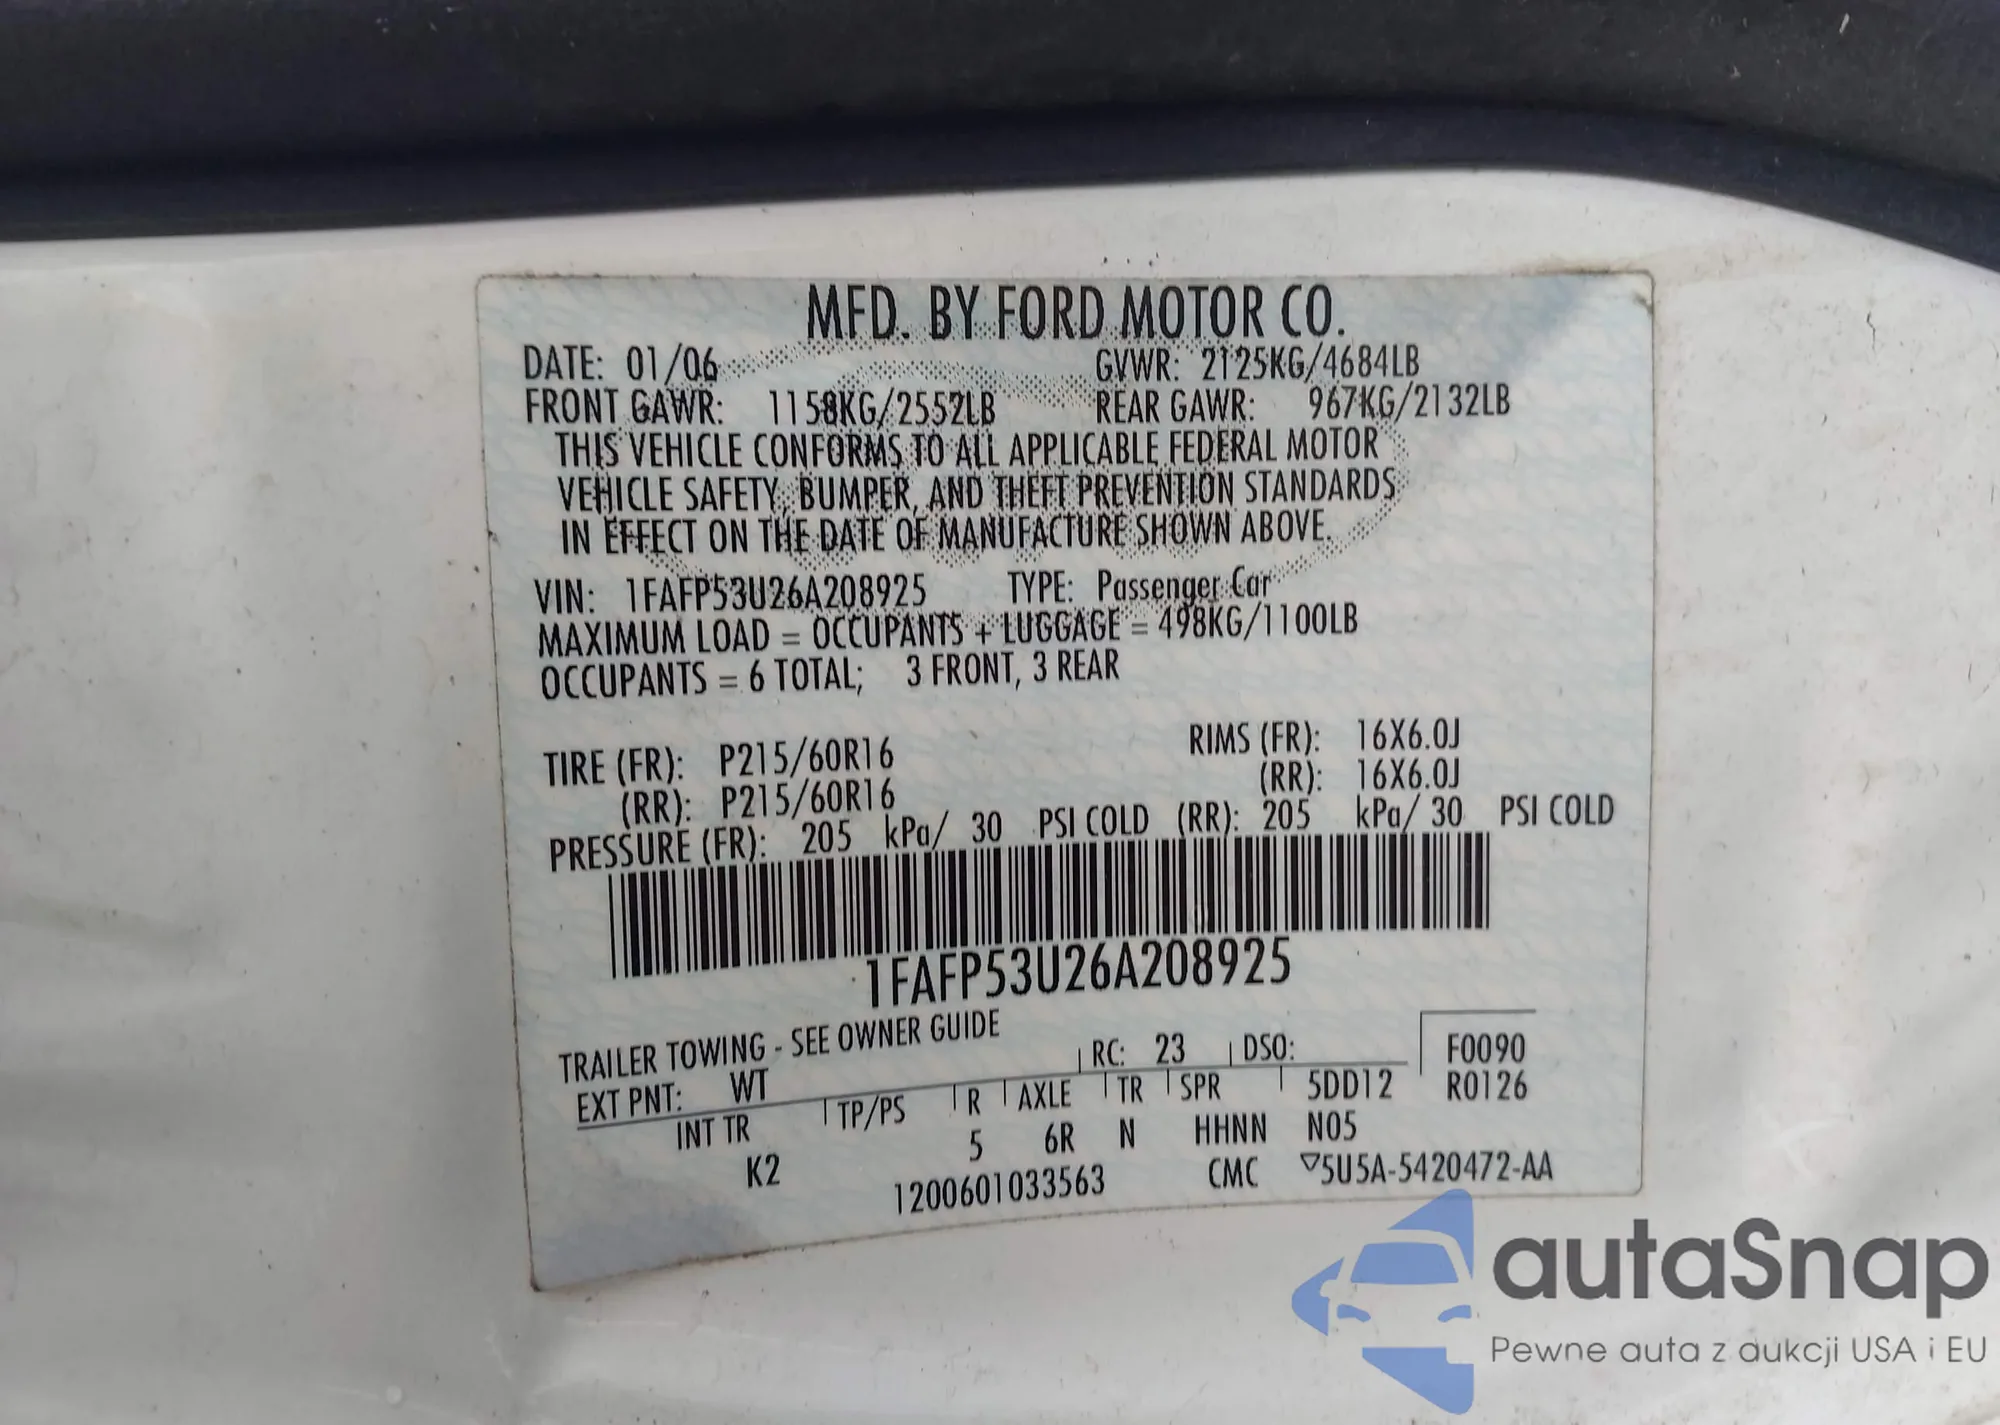 MFD. BY FORD MOTOR CO.
DATE: 01/06 GVWR: 2125KG/4684LB
FRONT GAWR: 1158KG/2552LB REAR GAWR: 967KG/2132LB
THIS VEHICLE CONFORMS TO ALL APPLICABLE FEDERAL MOTOR
VEHICLE SAFETY, BUMPER, AND THEFT PREVENTION STANDARDS
IN EFFECT ON THE DATE OF MANUFACTURE SHOWN ABOVE.
VIN: 1FAFP53U26A208925 TYPE: Passenger Car
MAXIMUM LOAD = OCCUPANTS + LUGGAGE = 498KG/1100LB
OCCUPANTS = 6 TOTAL; 3 FRONT, 3 REAR
TIRE (FR): P215/60R16 RIMS (FR): 16X6.0J
(RR): P215/60R16 (RR): 16X6.0J
PRESSURE (FR): 205 kPa/ 30 PSI COLD (RR): 205 kPa/ 30 PSI COLD
1FAFP53U26A208925
TRAILER TOWING - SEE OWNER GUIDE
EXT PNT: WT RC: 23 DSO: F0090
INT TR TP/PS R AXLE TR SPR 5DD12 R0126
K2 5 6R N HHNN N05
1200601033563 CMC ▽5U5A-5420472-AA
autaSnap
Pewne auta z aukcji USA i EU